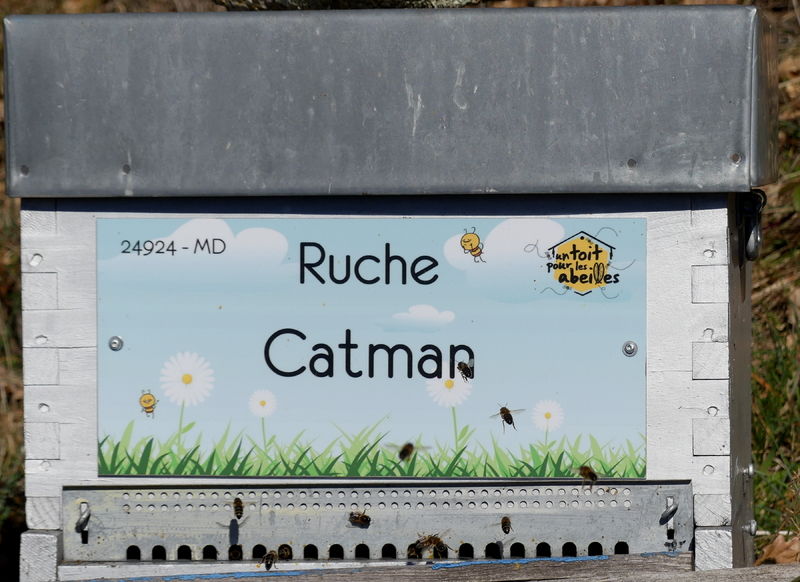 24924 - MD
Ruche
Catman
un toit
pour les
abeilles